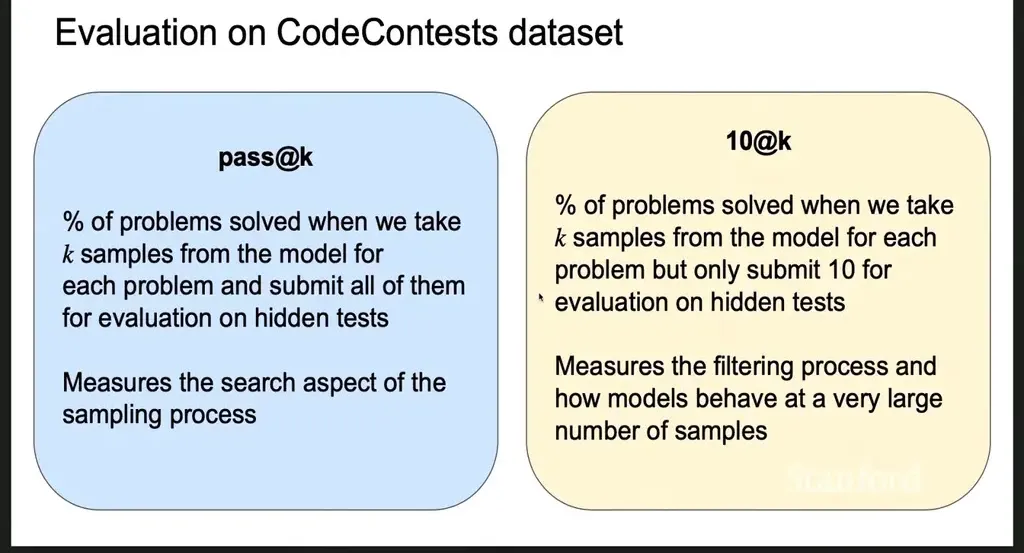 Evaluation on CodeContests dataset
pass@k
% of problems solved when we take
k samples from the model for
each problem and submit all of them
for evaluation on hidden tests
Measures the search aspect of the
sampling process
10@k
% of problems solved when we take
k samples from the model for each
problem but only submit 10 for
evaluation on hidden tests
Measures the filtering process and
how models behave at a very large
number of samples
Stanford